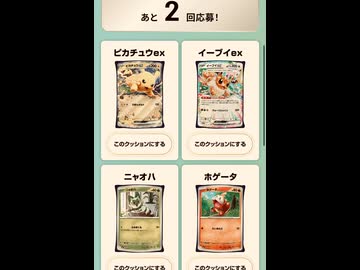 あと 2 回応募！
ピカチュウex
イーブイex
このクッションにする
このクッションにする
ニャオハ
ホゲータ
このクッションにする
このクッションにする